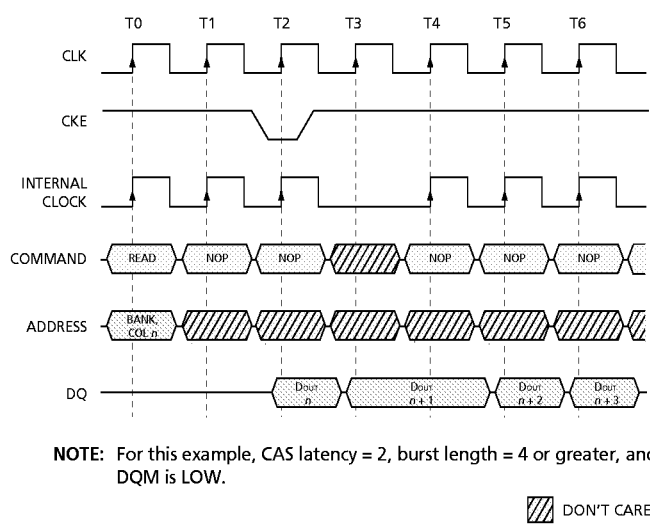 T0 T1 T2 T3 T4 T5 T6
CLK
CKE
INTERNAL
CLOCK
COMMAND READ NOP NOP NOP NOP NOP
ADDRESS BANK,
COL n
DQ DOUT DOUT DOUT DOUT
n n + 1 n + 2 n + 3
NOTE: For this example, CAS latency = 2, burst length = 4 or greater, an
DQM is LOW.
DON'T CARE